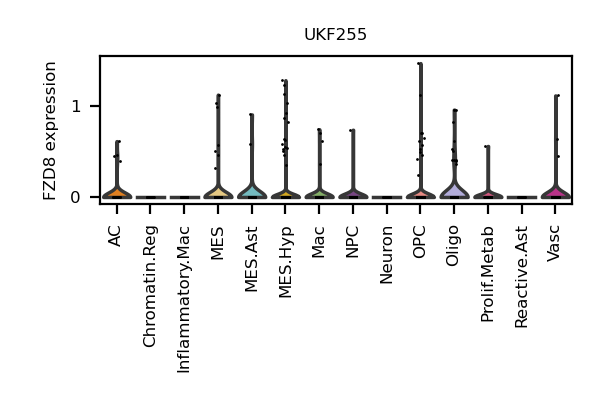 UKF255
FZD8 expression
1
0
AC
Chromatin.Reg
Inflammatory.Mac
MES
MES.Ast
MES.Hyp
Mac
NPC
Neuron
OPC
Oligo
Prolif.Metab
Reactive.Ast
Vasc